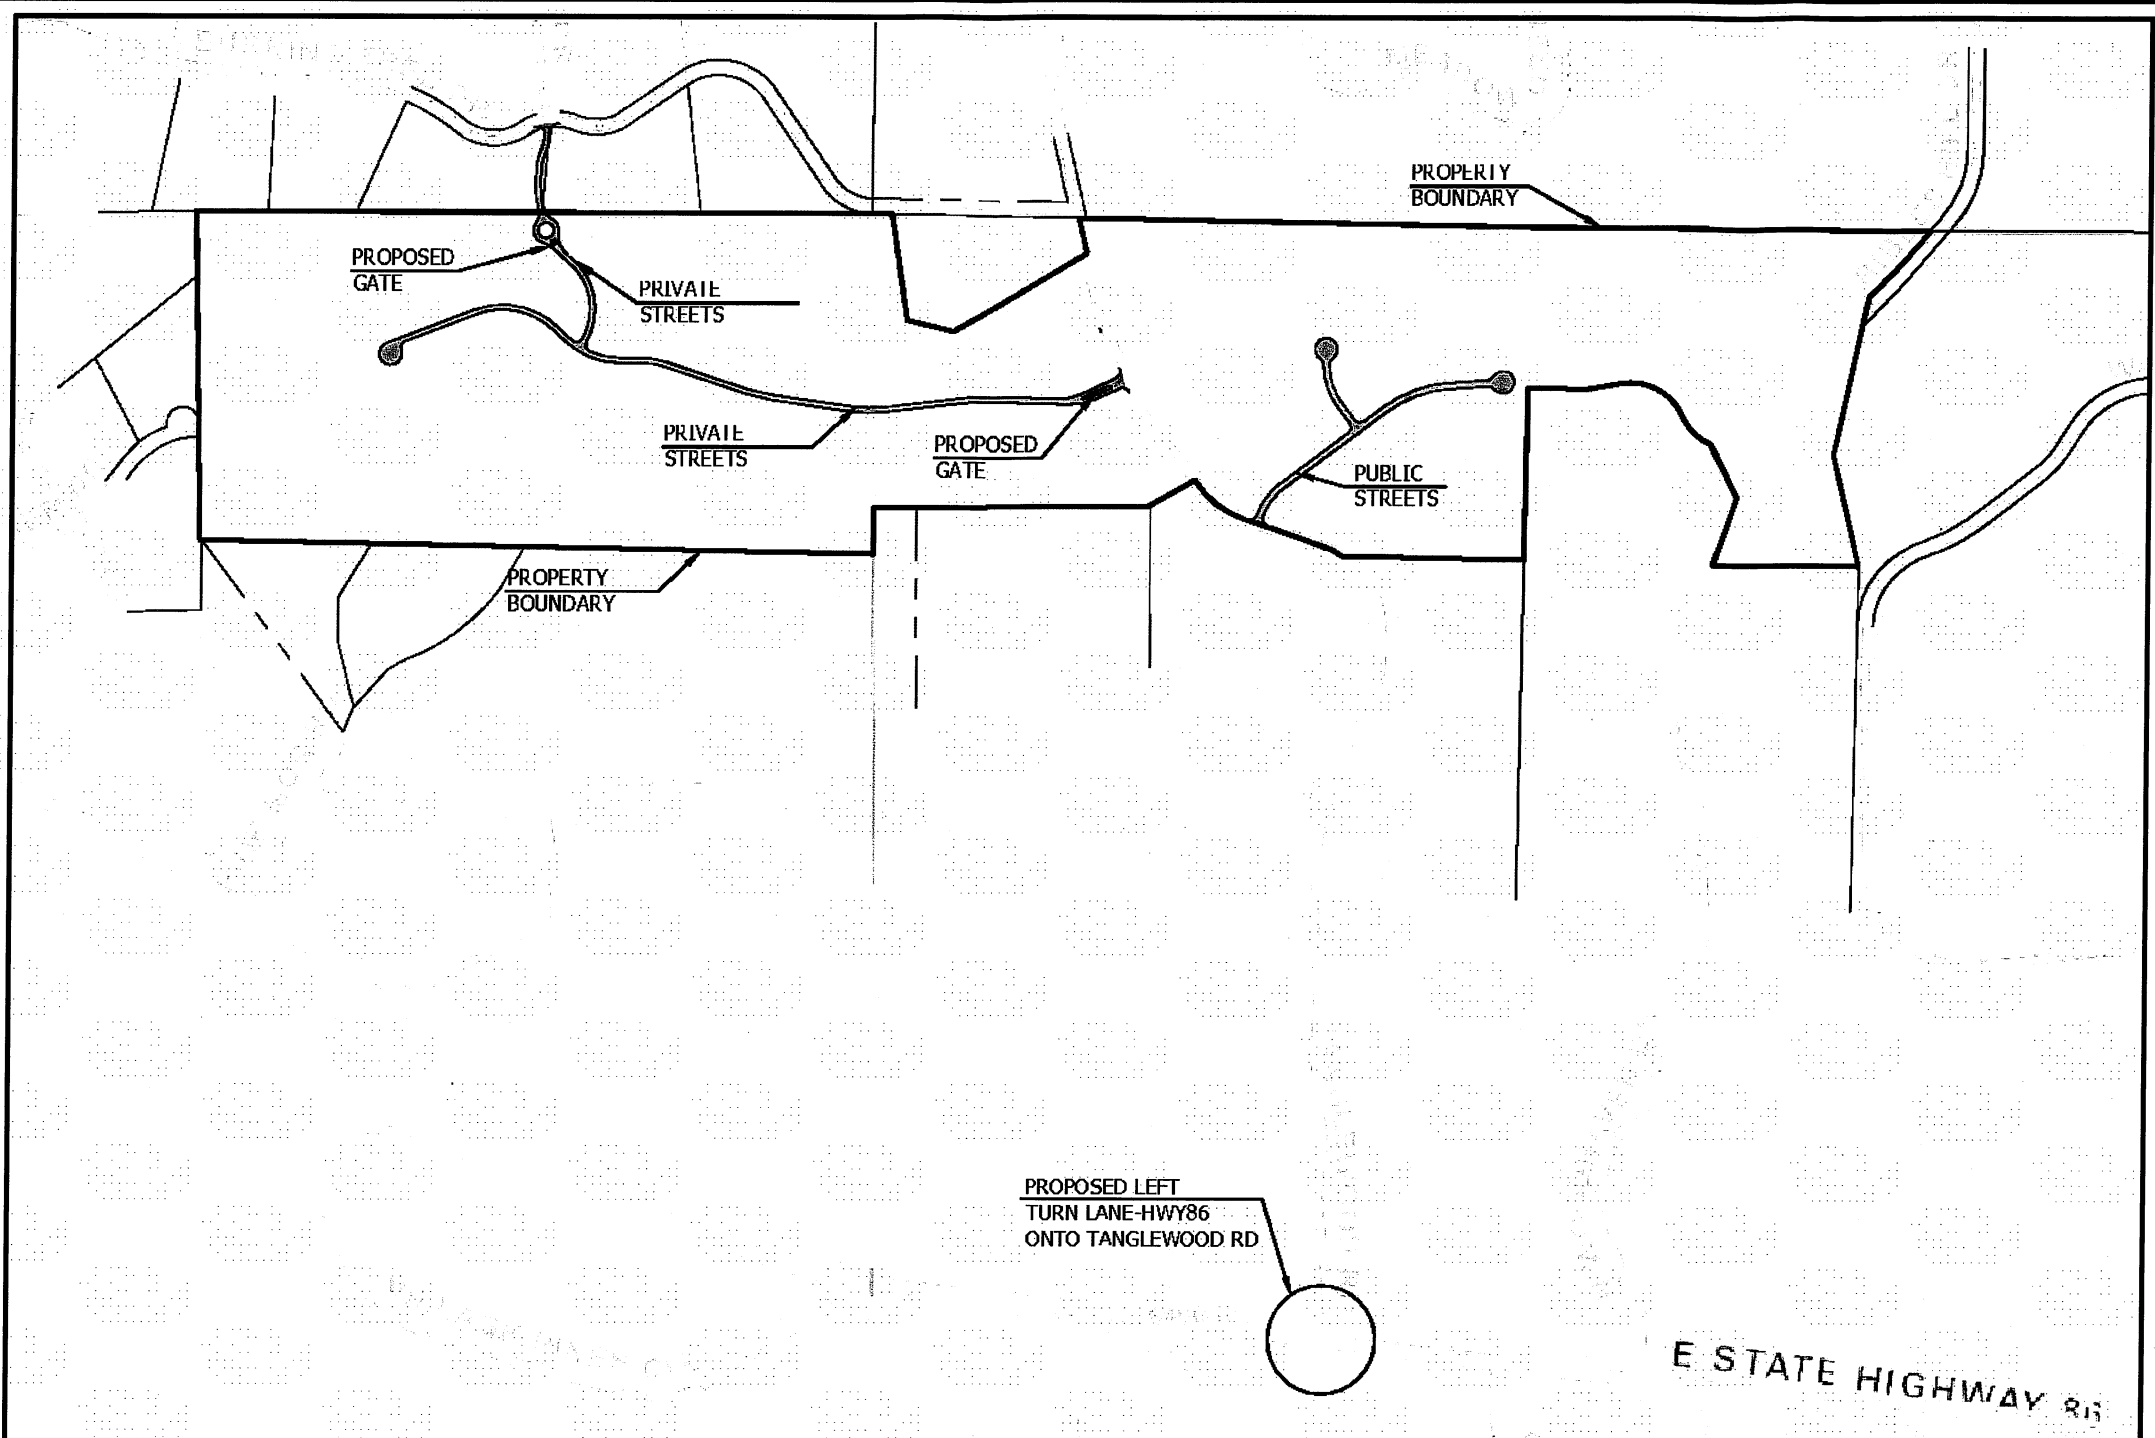 PROPERTY
BOUNDARY
PROPOSED
GATE
PRIVATE
STREETS
PRIVATE
STREETS
PROPOSED
GATE
PUBLIC
STREETS
PROPERTY
BOUNDARY
PROPOSED LEFT
TURN LANE-HWY86
ONTO TANGLEWOOD RD
E STATE HIGHWAY 86